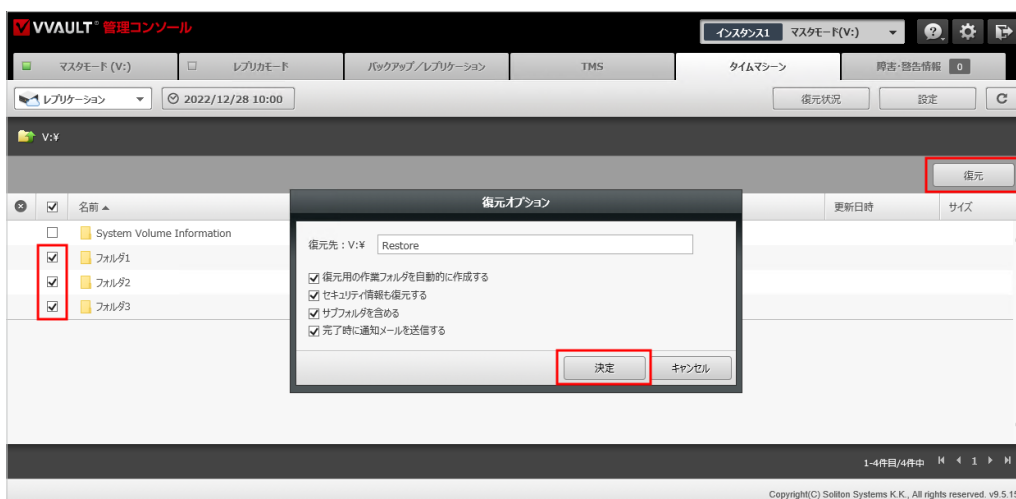 VVAULT® 管理コンソール
インスタンス1 マスタモード(V:)
マスタモード (V:)
レプリカモード
バックアップ/レプリケーション
TMS
タイムマシーン
障害・警告情報 0
レプリケーション
2022/12/28 10:00
復元状況
設定
V:¥
復元
名前
更新日時
サイズ
System Volume Information
フォルダ1
フォルダ2
フォルダ3
復元オプション
復元先:V:¥ Restore
復元用の作業フォルダを自動的に作成する
セキュリティ情報も復元する
サブフォルダを含める
完了時に通知メールを送信する
決定
キャンセル
1-4件目/4件中 1
Copyright(C) Soliton Systems K.K., All rights reserved. v9.5.15